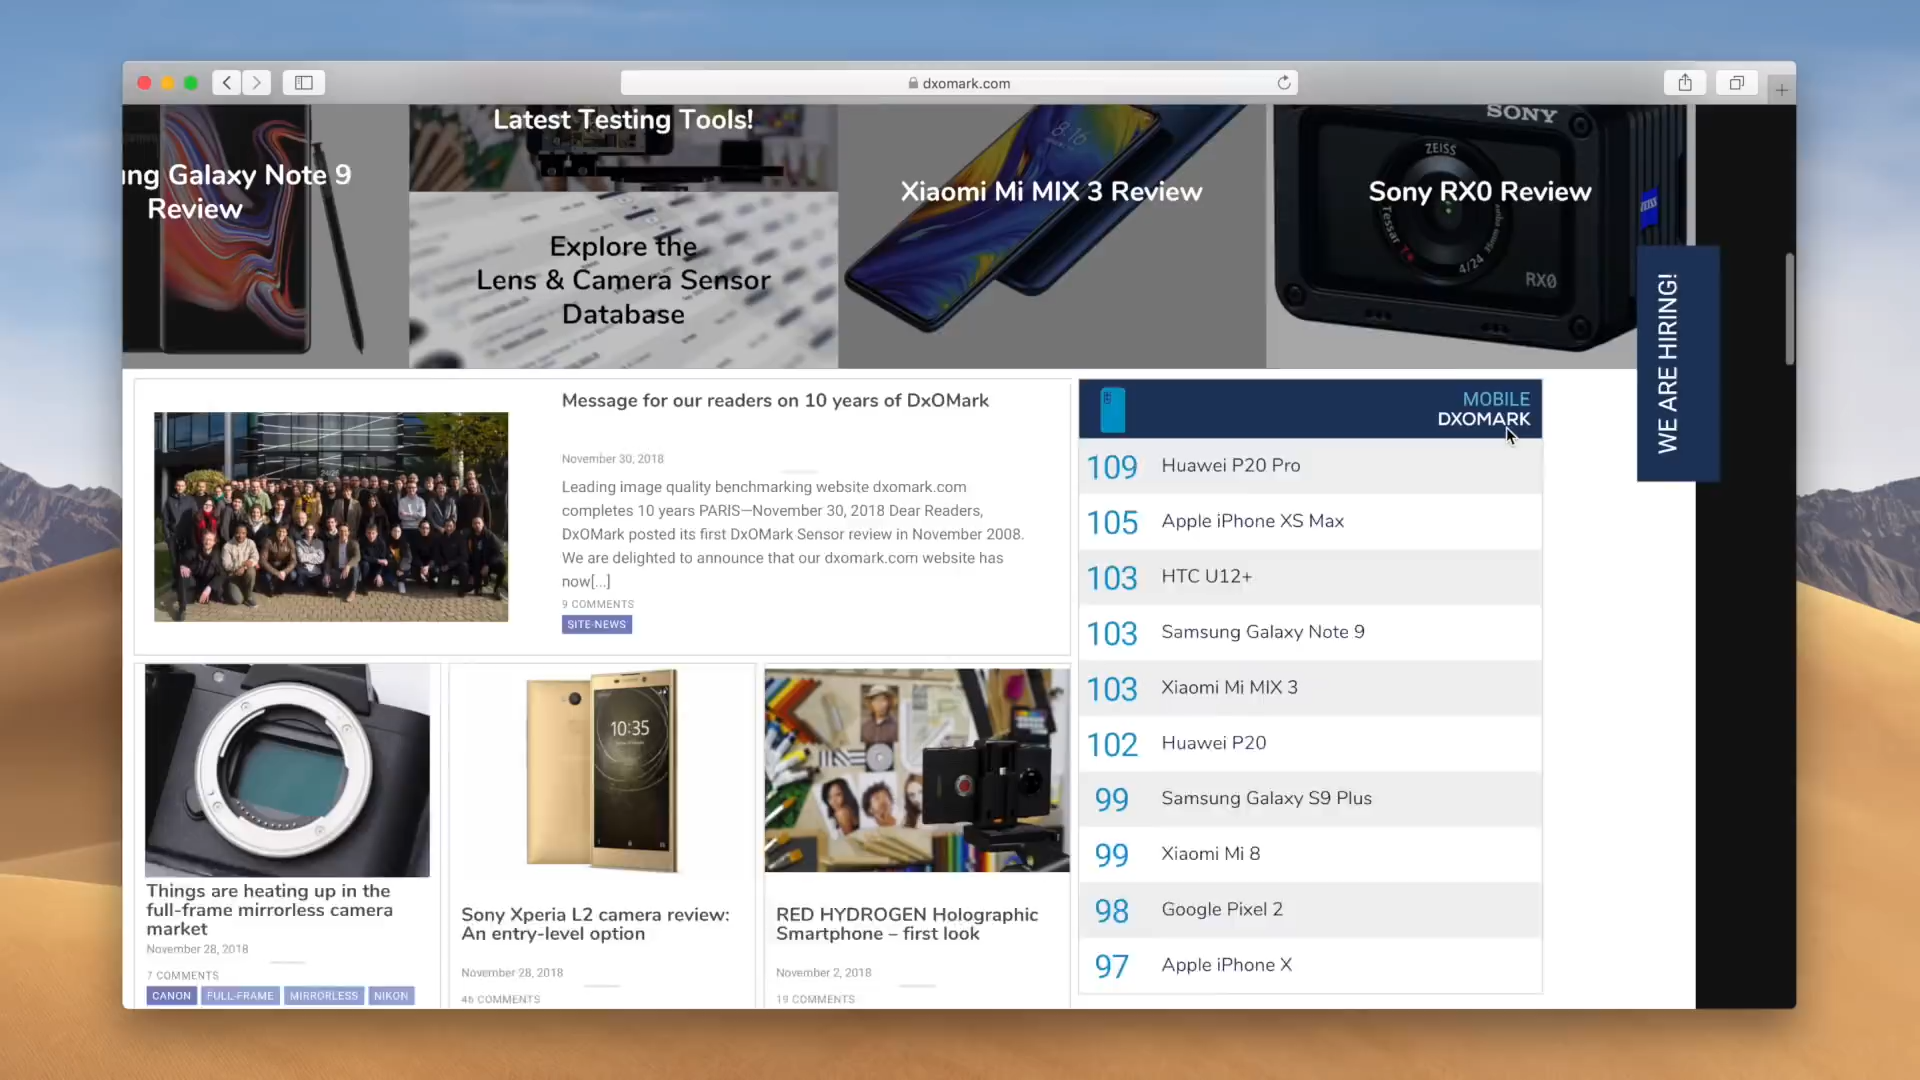 dxomark.com
ng Galaxy Note 9
Review
Latest Testing Tools!
Explore the
Lens & Camera Sensor
Database
8:16
Xiaomi Mi MIX 3 Review
SONY
ZEISS
Sony RX0 Review
ZEISS
Tessar T*
4/24
RX0
WE ARE HIRING!
Message for our readers on 10 years of DxOMark
November 30, 2018
Leading image quality benchmarking website dxomark.com
completes 10 years PARIS—November 30, 2018 Dear Readers,
DxOMark posted its first DxOMark Sensor review in November 2008.
We are delighted to announce that our dxomark.com website has
now[...]
9 COMMENTS
SITE-NEWS
MOBILE
DXOMARK
109 Huawei P20 Pro
105 Apple iPhone XS Max
103 HTC U12+
103 Samsung Galaxy Note 9
103 Xiaomi Mi MIX 3
102 Huawei P20
99 Samsung Galaxy S9 Plus
99 Xiaomi Mi 8
98 Google Pixel 2
97 Apple iPhone X
Things are heating up in the
full-frame mirrorless camera
market
November 28, 2018
7 COMMENTS
CANON FULL-FRAME MIRRORLESS NIKON
10:35
Sony Xperia L2 camera review:
An entry-level option
November 28, 2018
46 COMMENTS
RED HYDROGEN Holographic
Smartphone – first look
November 2, 2018
19 COMMENTS